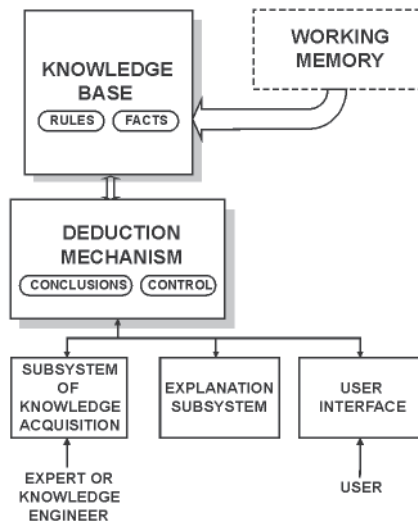 KNOWLEDGE
BASE
RULES FACTS
WORKING
MEMORY
DEDUCTION
MECHANISM
CONCLUSIONS CONTROL
SUBSYSTEM
OF
KNOWLEDGE
ACQUISITION
EXPLANATION
SUBSYSTEM
USER
INTERFACE
EXPERT OR
KNOWLEDGE
ENGINEER
USER